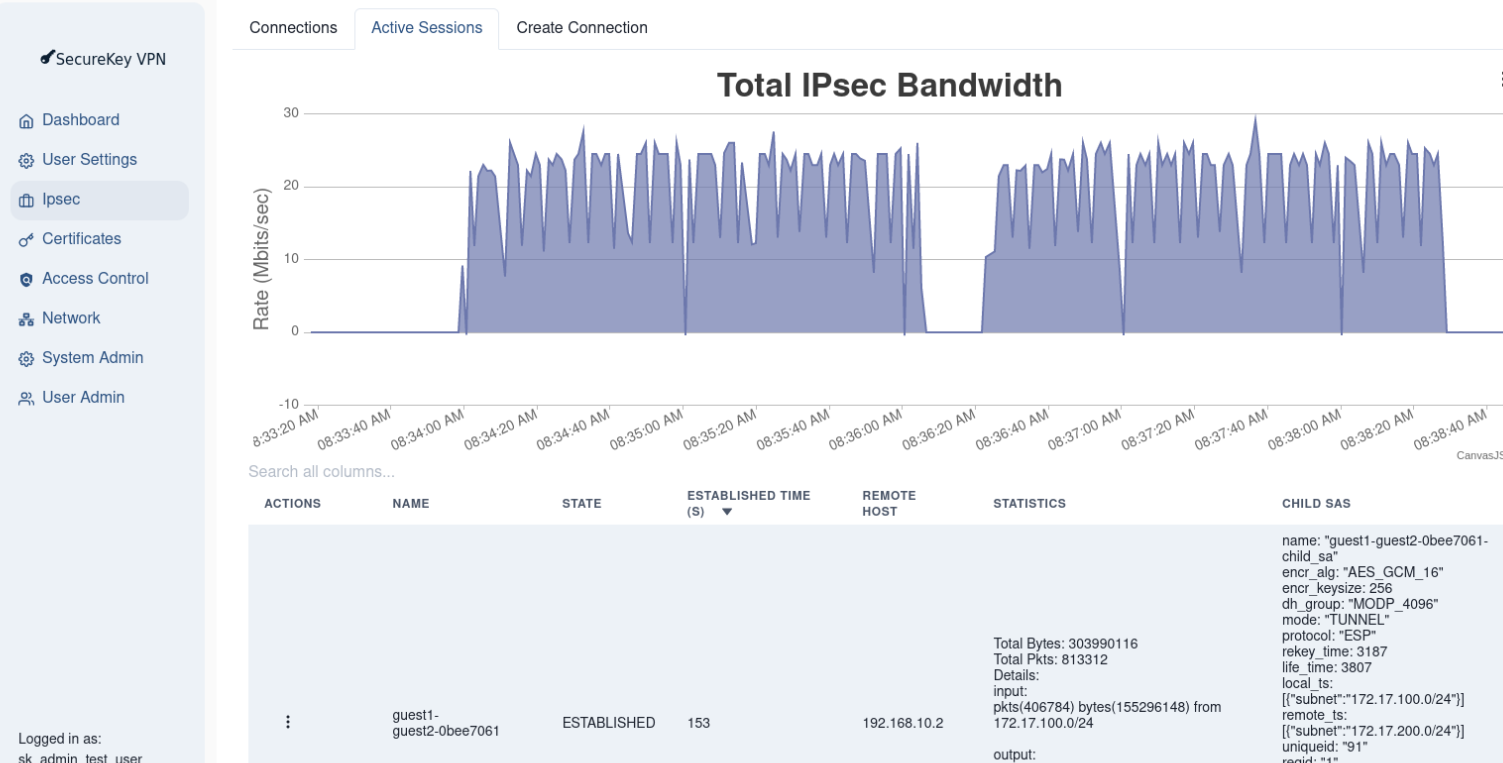 SecureKey VPN
Dashboard
User Settings
Ipsec
Certificates
Access Control
Network
System Admin
User Admin
Logged in as:
sk_admin_test_user
Connections
Active Sessions
Create Connection
Total IPsec Bandwidth
Rate (Mbits/sec)
30
20
10
0
-10
8:33:20 AM
08:33:40 AM
08:34:00 AM
08:34:20 AM
08:34:40 AM
08:35:00 AM
08:35:20 AM
08:35:40 AM
08:36:00 AM
08:36:20 AM
08:36:40 AM
08:37:00 AM
08:37:20 AM
08:37:40 AM
08:38:00 AM
08:38:20 AM
08:38:40 AM
CanvasJS
Search all columns...
ACTIONS
NAME
STATE
ESTABLISHED TIME
(S)
REMOTE
HOST
STATISTICS
CHILD SAS
guest1-
guest2-0bee7061
ESTABLISHED
153
192.168.10.2
Total Bytes: 303990116
Total Pkts: 813312
Details:
input:
pkts(406784) bytes(155296148) from
172.17.100.0/24
output:
name: "guest1-guest2-0bee7061-
child_sa"
encr_alg: "AES_GCM_16"
encr_keysize: 256
dh_group: "MODP_4096"
mode: "TUNNEL"
protocol: "ESP"
rekey_time: 3187
life_time: 3807
local_ts:
[{"subnet":"172.17.100.0/24"}]
remote_ts:
[{"subnet":"172.17.200.0/24"}]
uniqueid: "91"
reqid: "1"